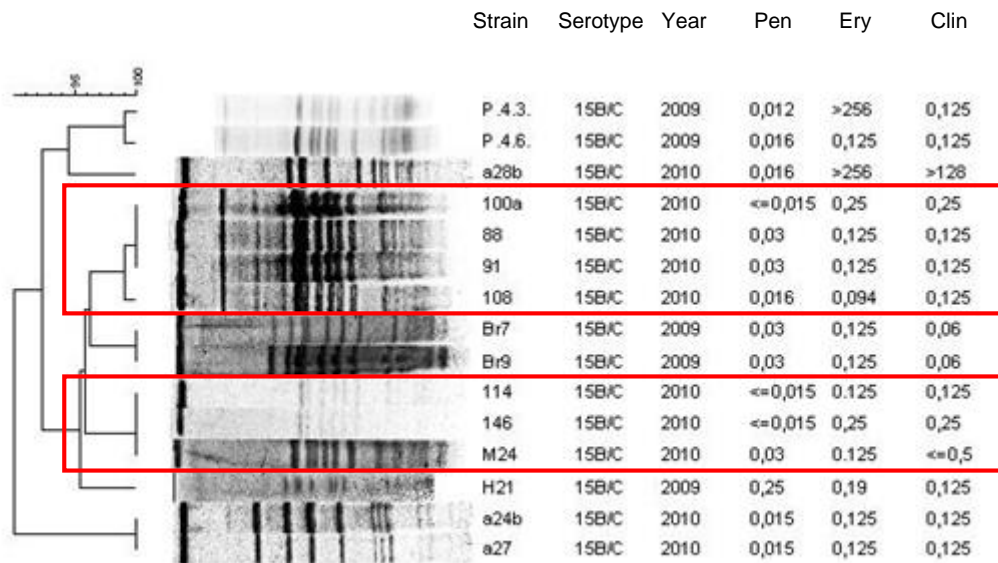 Strain Serotype Year Pen Ery Clin
96 100
P.4.3. 15B/C 2009 0,012 >256 0,125
P.4.6. 15B/C 2009 0,016 0,125 0,125
a28b 15B/C 2010 0,016 >256 >128
100a 15B/C 2010 <=0,015 0,25 0,25
88 15B/C 2010 0,03 0,125 0,125
91 15B/C 2010 0,03 0,125 0,125
108 15B/C 2010 0,016 0,094 0,125
Br7 15B/C 2009 0,03 0,125 0,06
Br9 15B/C 2009 0,03 0,125 0,06
114 15B/C 2010 <=0,015 0.125 0,125
146 15B/C 2010 <=0,015 0,25 0,25
M24 15B/C 2010 0,03 0.125 <=0,5
H21 15B/C 2009 0,25 0,19 0,125
a24b 15B/C 2010 0,015 0,125 0,125
a27 15B/C 2010 0,015 0,125 0,125